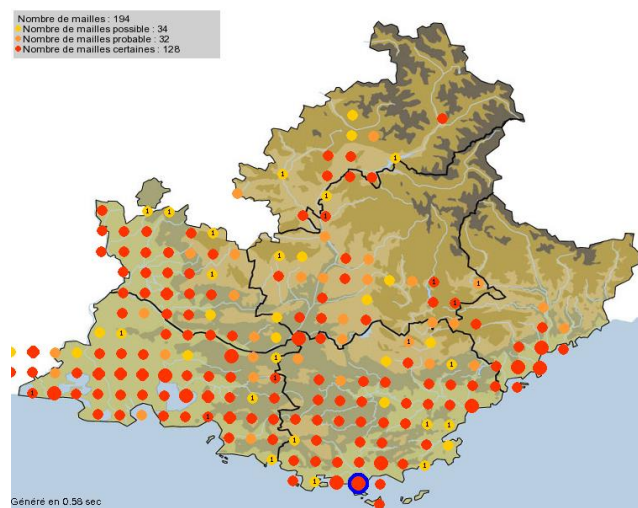 Nombre de mailles : 194
Nombre de mailles possible : 34
Nombre de mailles probable : 32
Nombre de mailles certaines : 128
Généré en 0.58 sec